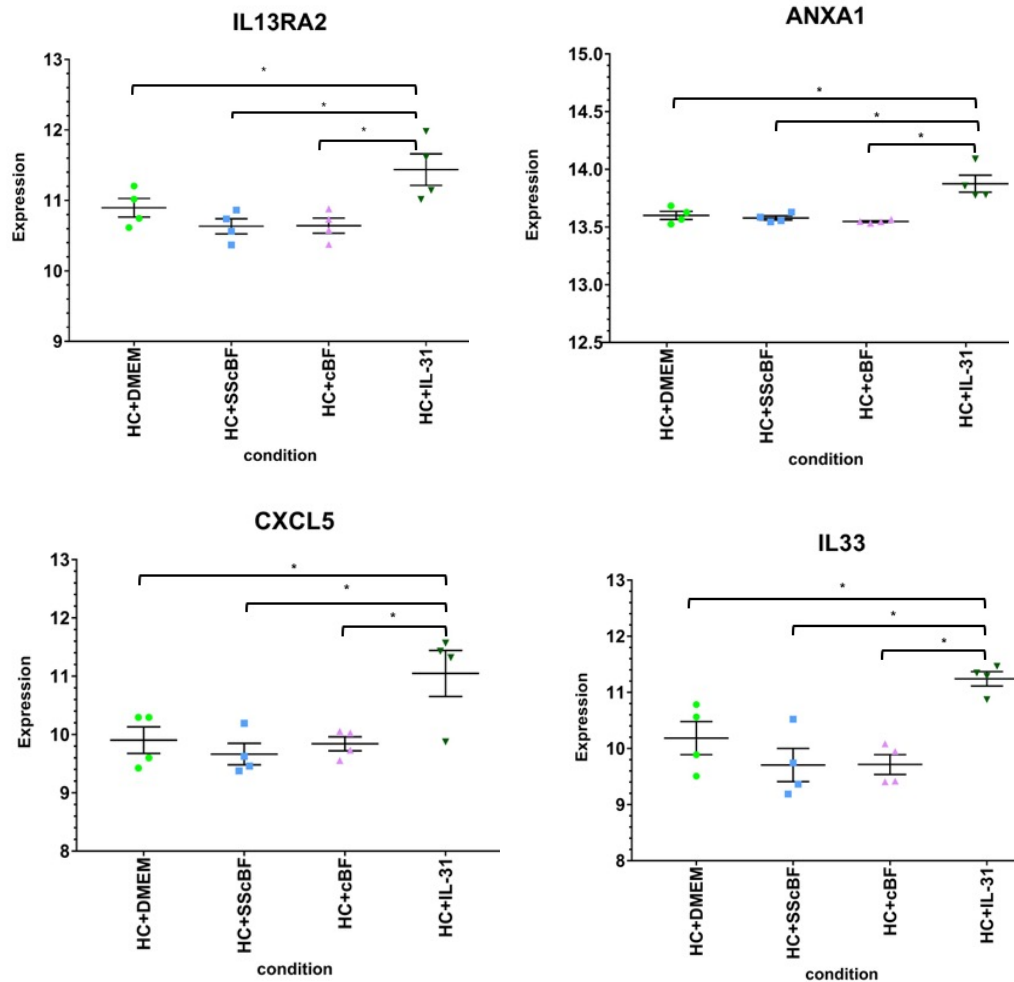 IL13RA2
13
12
11
10
9
Expression
*
*
*
HC+DMEM
HC+SScBF
HC+cBF
HC+IL-31
condition
ANXA1
15.0
14.5
14.0
13.5
13.0
12.5
Expression
*
*
*
HC+DMEM
HC+SScBF
HC+cBF
HC+IL-31
condition
CXCL5
13
12
11
10
9
8
Expression
*
*
*
HC+DMEM
HC+SScBF
HC+cBF
HC+IL-31
condition
IL33
13
12
11
10
9
8
Expression
*
*
*
HC+DMEM
HC+SScBF
HC+cBF
HC+IL-31
condition